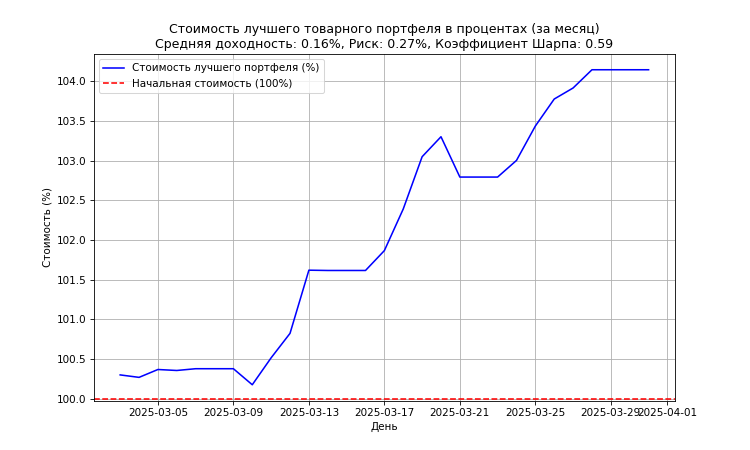 Стоимость лучшего товарного портфеля в процентах (за месяц)
Средняя доходность: 0.16%, Риск: 0.27%, Коэффициент Шарпа: 0.59
Стоимость лучшего портфеля (%)
Начальная стоимость (100%)
Стоимость (%)
104.0
103.5
103.0
102.5
102.0
101.5
101.0
100.5
100.0
2025-03-05
2025-03-09
2025-03-13
2025-03-17
2025-03-21
2025-03-25
2025-03-29
2025-04-01
День